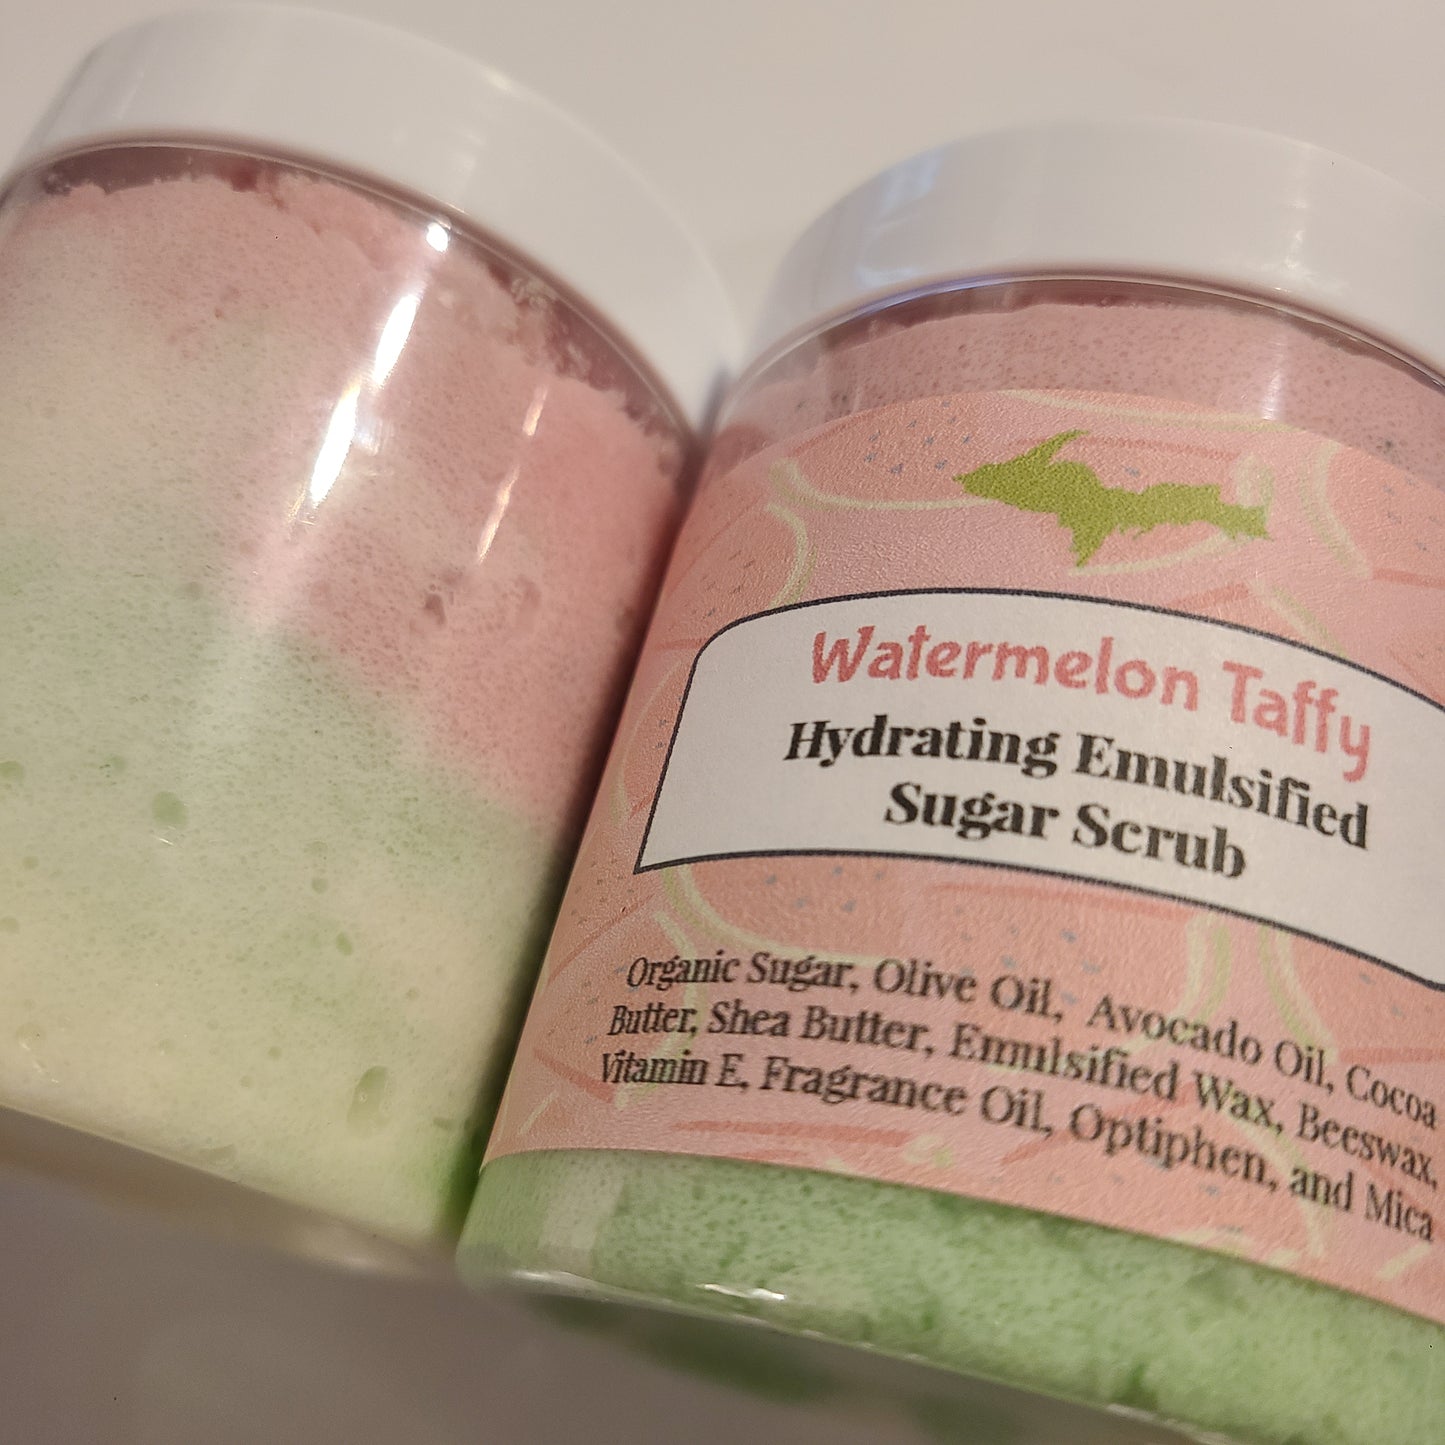 Watermelon Taffy
Hydrating Emulsified
Sugar Scrub
Organic Sugar, Olive Oil, Avocado Oil, Cocoa
Butter, Shea Butter, Emulsified Wax, Beeswax,
Vitamin E, Fragrance Oil, Optiphen, and Mica